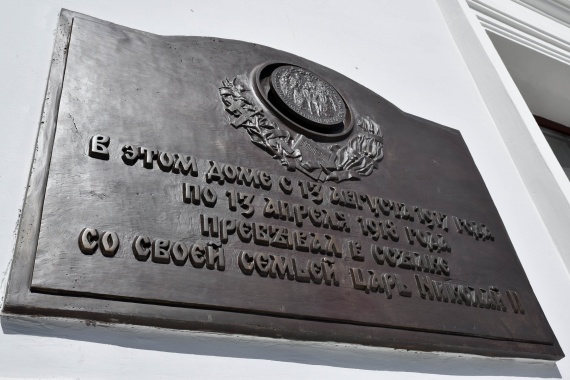 В ЭТОМ ДОМЕ С 13 АВГУСТА 1917 ГОДА
ПО 13 АПРЕЛЯ 1918 ГОДА
ПРЕБЫВАЛ В ССЫЛКЕ
СО СВОЕЙ СЕМЬЕЙ ЦАРЬ НИКОЛАЙ II